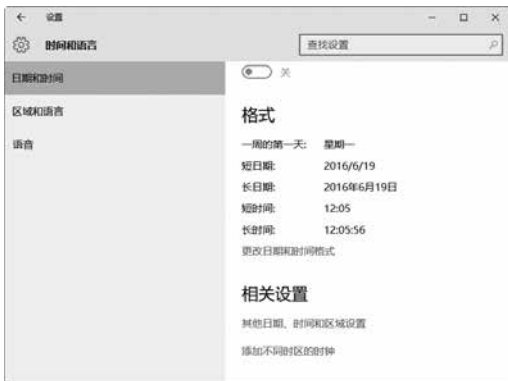 设置
时间和语言
查找设置
日期和时间
区域和语言
语音
关
格式
一周的第一天: 星期一
短日期: 2016/6/19
长日期: 2016年6月19日
短时间: 12:05
长时间: 12:05:56
更改日期和时间格式
相关设置
其他日期、时间和区域设置
添加不同时区的时钟